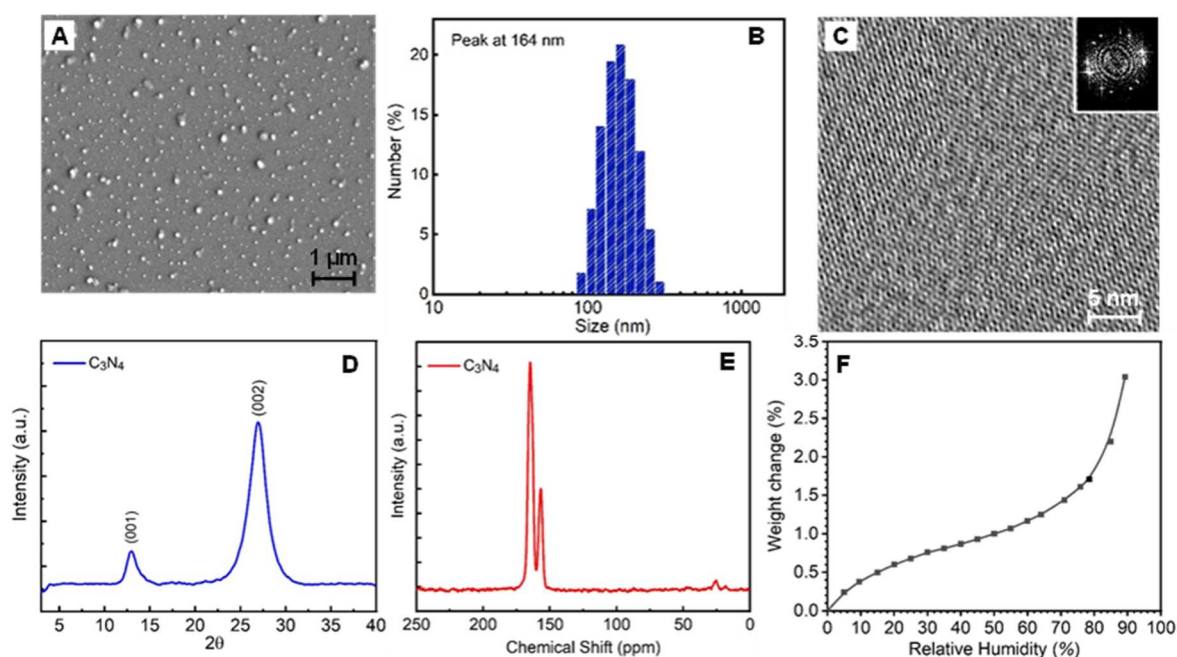 A
1 µm
B
Peak at 164 nm
Number (%)
20
15
10
5
0
10
100
1000
Size (nm)
C
5 nm
D
C₃N₄
Intensity (a.u.)
(001)
(002)
5
10
15
20
25
30
35
40
2θ
E
C₃N₄
Intensity (a.u.)
250
200
150
100
50
0
Chemical Shift (ppm)
F
Weight change (%)
3.5
3.0
2.5
2.0
1.5
1.0
0.5
0.0
0 10 20 30 40 50 60 70 80 90 100
Relative Humidity (%)